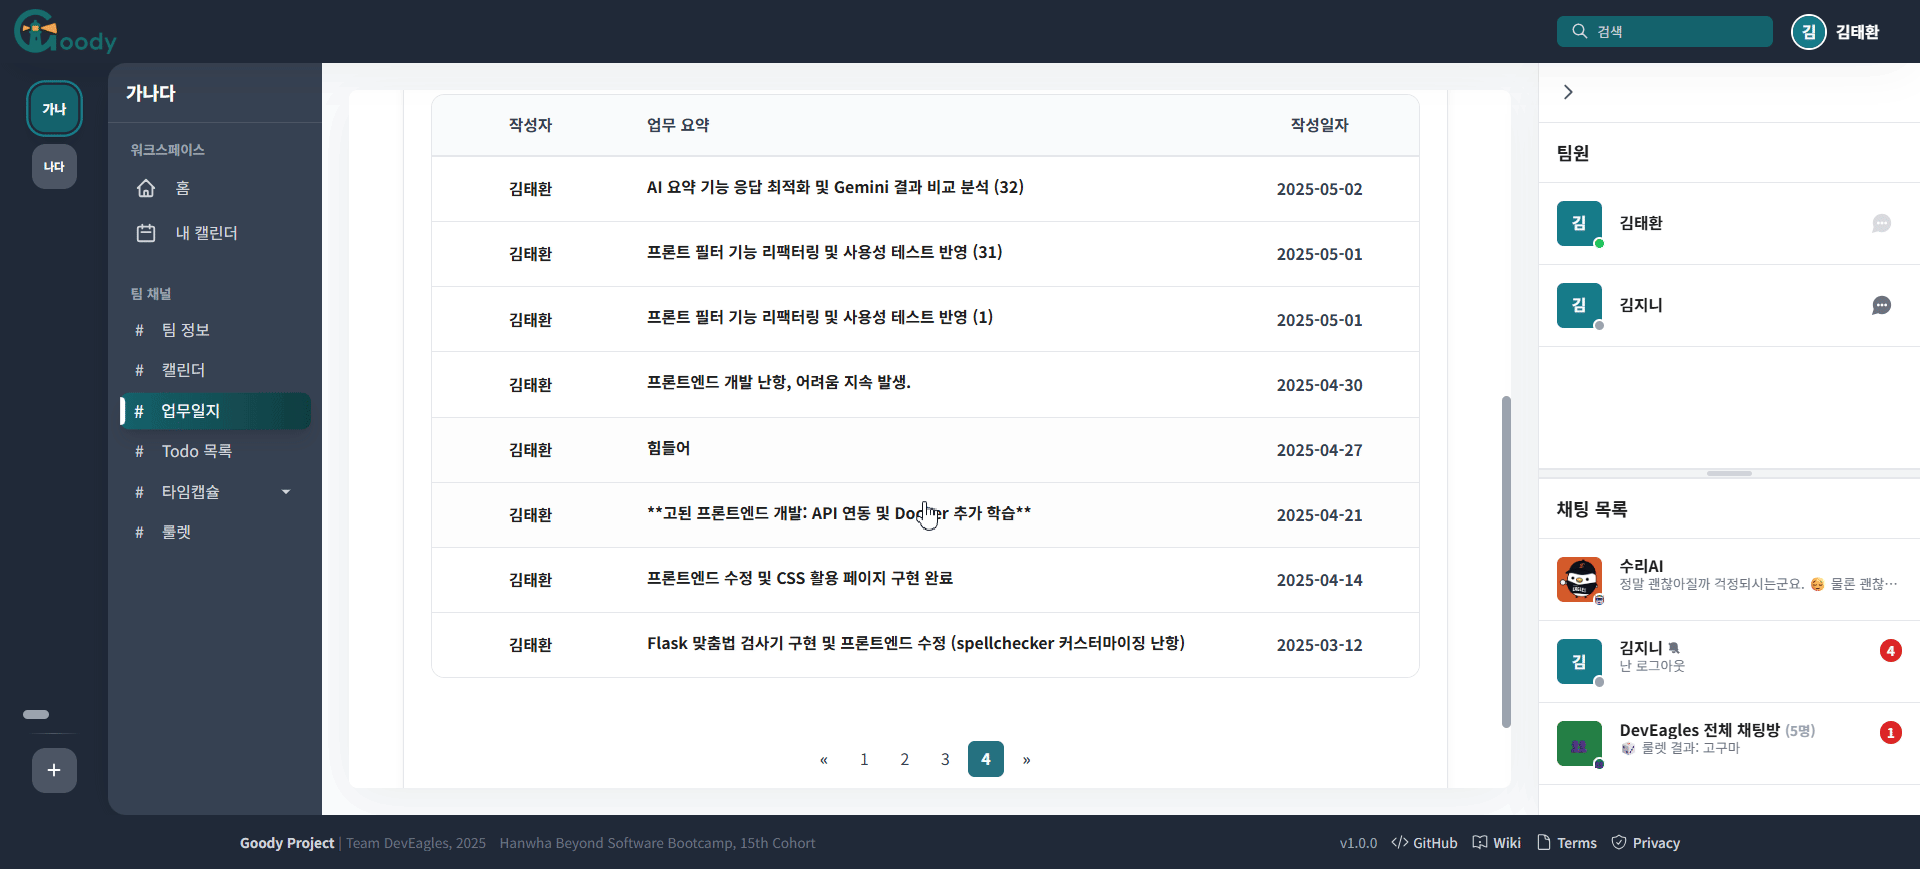 Goody
검색
김
김태환
가나
나다
가나다
워크스페이스
홈
내 캘린더
팀 채널
# 팀 정보
# 캘린더
# 업무일지
# Todo 목록
# 타임캡슐
# 룰렛
+
작성자 업무 요약 작성일자
김태환 AI 요약 기능 응답 최적화 및 Gemini 결과 비교 분석 (32) 2025-05-02
김태환 프론트 필터 기능 리팩터링 및 사용성 테스트 반영 (31) 2025-05-01
김태환 프론트 필터 기능 리팩터링 및 사용성 테스트 반영 (1) 2025-05-01
김태환 프론트엔드 개발 난항, 어려움 지속 발생. 2025-04-30
김태환 힘들어 2025-04-27
김태환 **고된 프론트엔드 개발: API 연동 및 Docker 추가 학습** 2025-04-21
김태환 프론트엔드 수정 및 CSS 활용 페이지 구현 완료 2025-04-14
김태환 Flask 맞춤법 검사기 구현 및 프론트엔드 수정 (spellchecker 커스터마이징 난항) 2025-03-12
« 1 2 3 4 »
팀원
김 김태환
김 김지니
채팅 목록
수리AI
정말 괜찮아질까 걱정되시는군요. 🥺 물론 괜찮…
김
김지니
난 로그아웃
4
DevEagles 전체 채팅방 (5명)
🎲 룰렛 결과: 고구마
1
Goody Project | Team DevEagles, 2025 Hanwha Beyond Software Bootcamp, 15th Cohort
v1.0.0 </> GitHub Wiki Terms Privacy